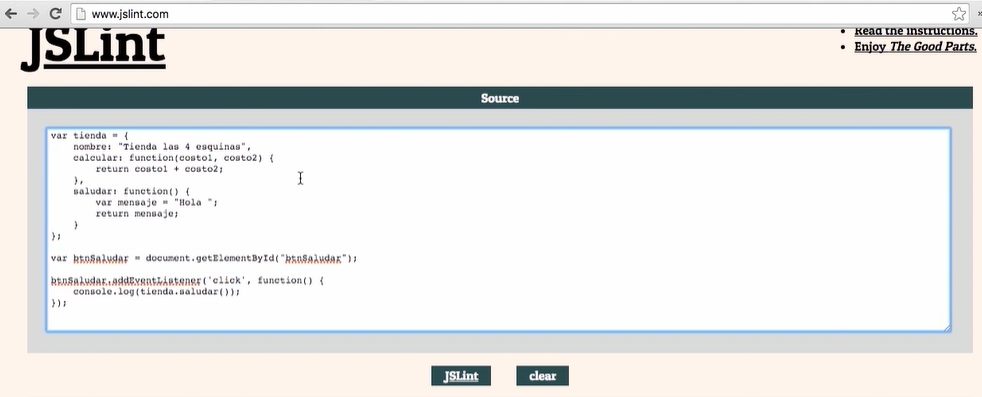 www.jslint.com
JSLint
Read the instructions.
Enjoy The Good Parts.
Source
var tienda = {
    nombre: "Tienda las 4 esquinas",
    calcular: function(costo1, costo2) {
        return costo1 + costo2;
    },
    saludar: function() {
        var mensaje = "Hola ";
        return mensaje;
    }
};
var btnSaludar = document.getElementById("btnSaludar");
btnSaludar.addEventListener('click', function() {
    console.log(tienda.saludar());
});
JSLint
clear